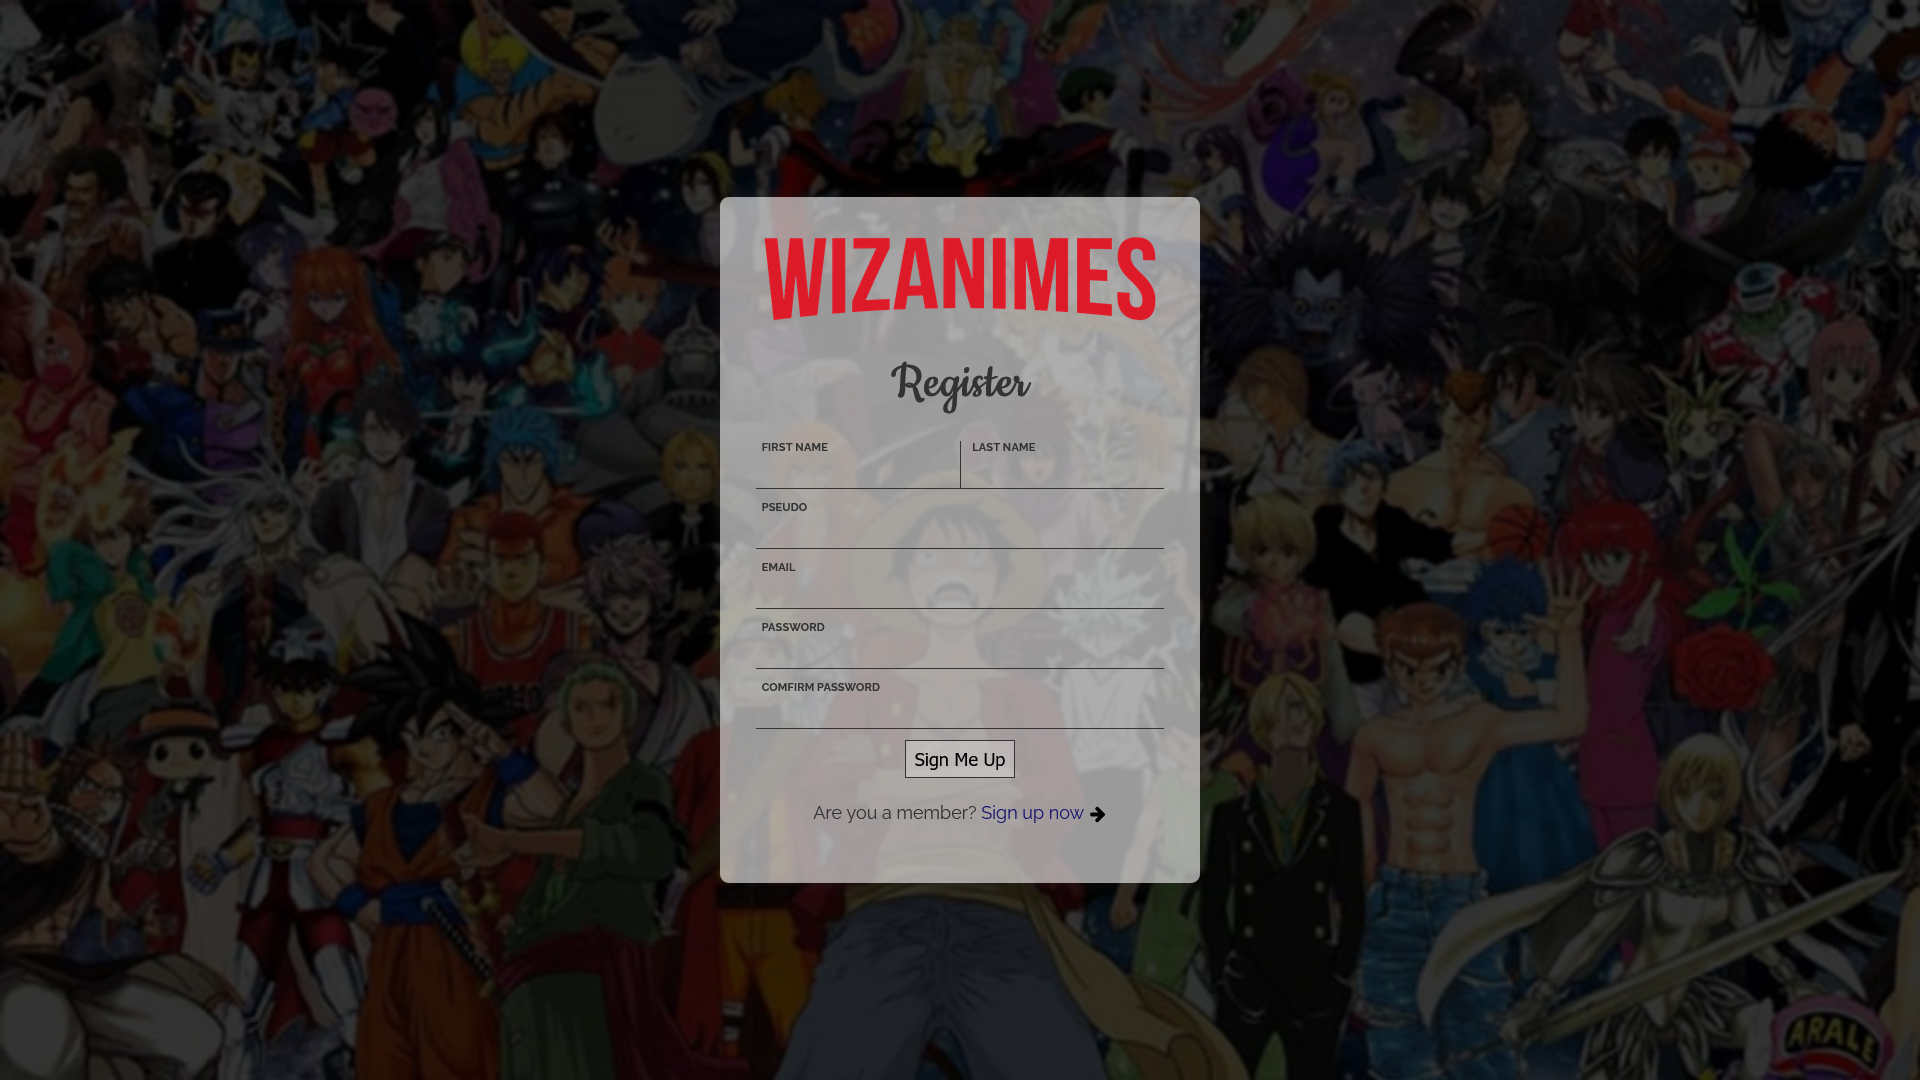 WIZANIMES
Register
FIRST NAME
LAST NAME
PSEUDO
EMAIL
PASSWORD
COMFIRM PASSWORD
Sign Me Up
Are you a member? Sign up now
ARALE